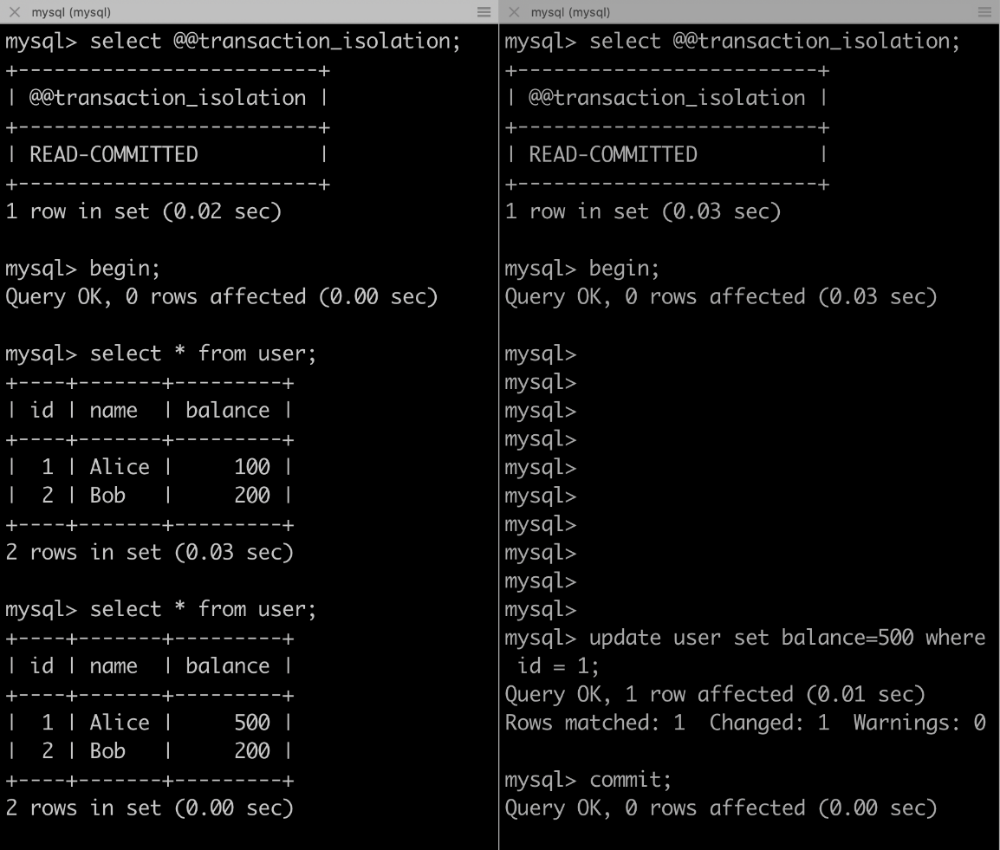 mysql (mysql)
mysql> select @@transaction_isolation;
+-------------------------+
| @@transaction_isolation |
+-------------------------+
| READ-COMMITTED          |
+-------------------------+
1 row in set (0.02 sec)

mysql> begin;
Query OK, 0 rows affected (0.00 sec)

mysql> select * from user;
+----+-------+---------+
| id | name  | balance |
+----+-------+---------+
|  1 | Alice |     100 |
|  2 | Bob   |     200 |
+----+-------+---------+
2 rows in set (0.03 sec)

mysql> select * from user;
+----+-------+---------+
| id | name  | balance |
+----+-------+---------+
|  1 | Alice |     500 |
|  2 | Bob   |     200 |
+----+-------+---------+
2 rows in set (0.00 sec)

mysql (mysql)
mysql> select @@transaction_isolation;
+-------------------------+
| @@transaction_isolation |
+-------------------------+
| READ-COMMITTED          |
+-------------------------+
1 row in set (0.03 sec)

mysql> begin;
Query OK, 0 rows affected (0.03 sec)

mysql>
mysql>
mysql>
mysql>
mysql>
mysql>
mysql>
mysql>
mysql>
mysql>
mysql> update user set balance=500 where
 id = 1;
Query OK, 1 row affected (0.01 sec)
Rows matched: 1  Changed: 1  Warnings: 0

mysql> commit;
Query OK, 0 rows affected (0.00 sec)